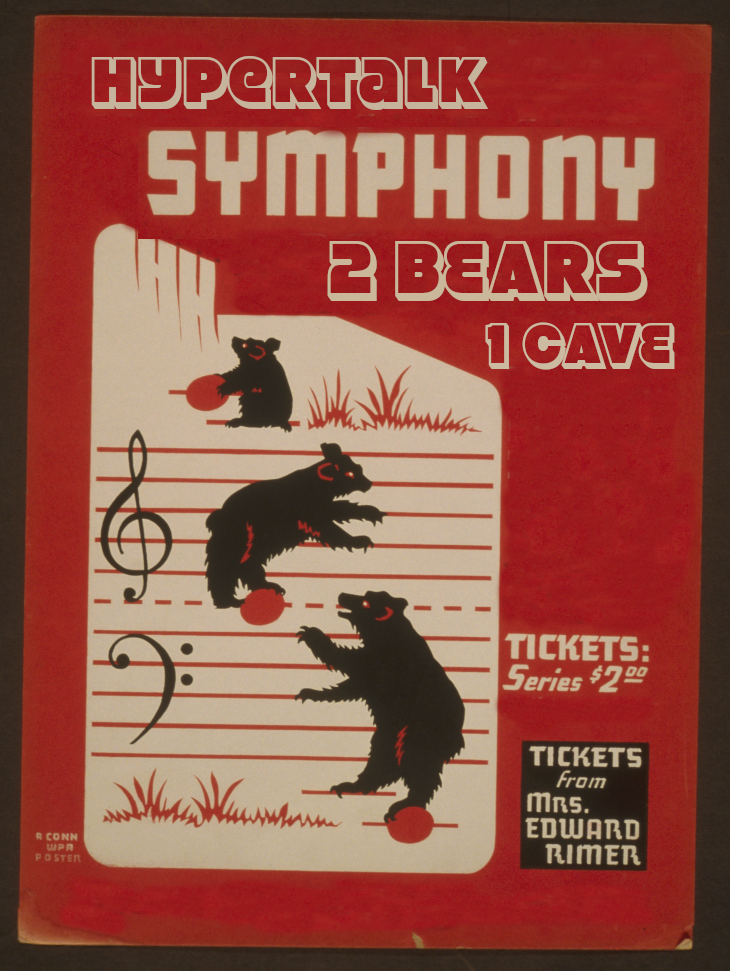 HYPERTALK
SYMPHONY
2 BEARS
1 CAVE
TICKETS:
Series $2.00
TICKETS
from
MRS.
EDWARD
RIMER
R CONN
WPA
POSTER